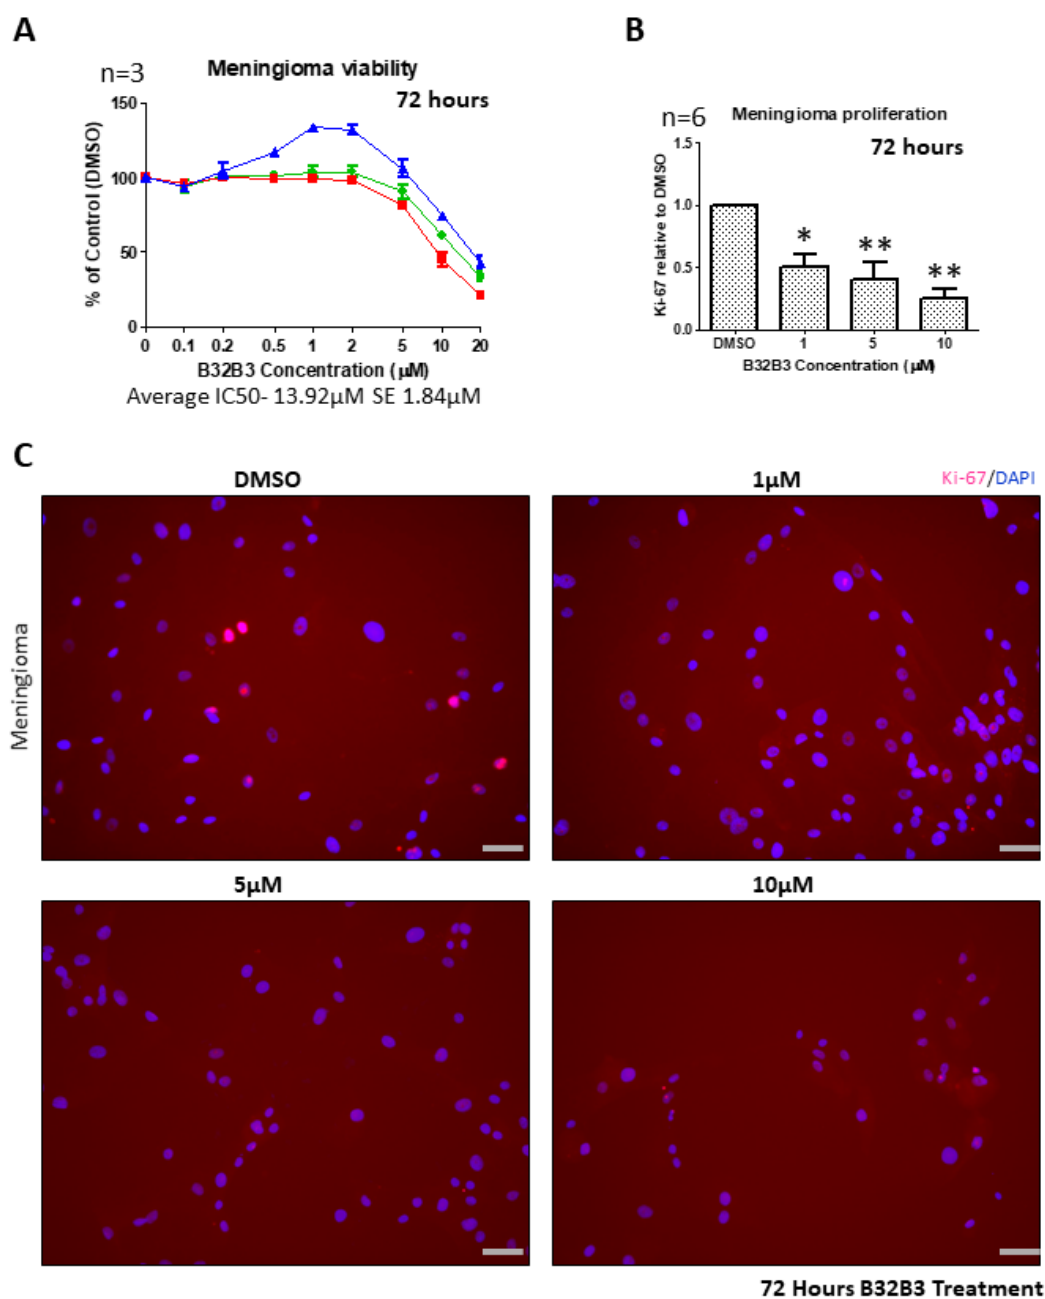 A
n=3
Meningioma viability
72 hours
% of Control (DMSO)
150
100
50
0
0 0.1 0.2 0.5 1 2 5 10 20
B32B3 Concentration (µM)
Average IC50- 13.92µM SE 1.84µM
B
n=6
Meningioma proliferation
72 hours
Ki-67 relative to DMSO
1.5
1.0
0.5
0.0
* ** **
DMSO 1 5 10
B32B3 Concentration (µM)
C
DMSO
1µM
Ki-67/DAPI
Meningioma
5µM
10µM
72 Hours B32B3 Treatment